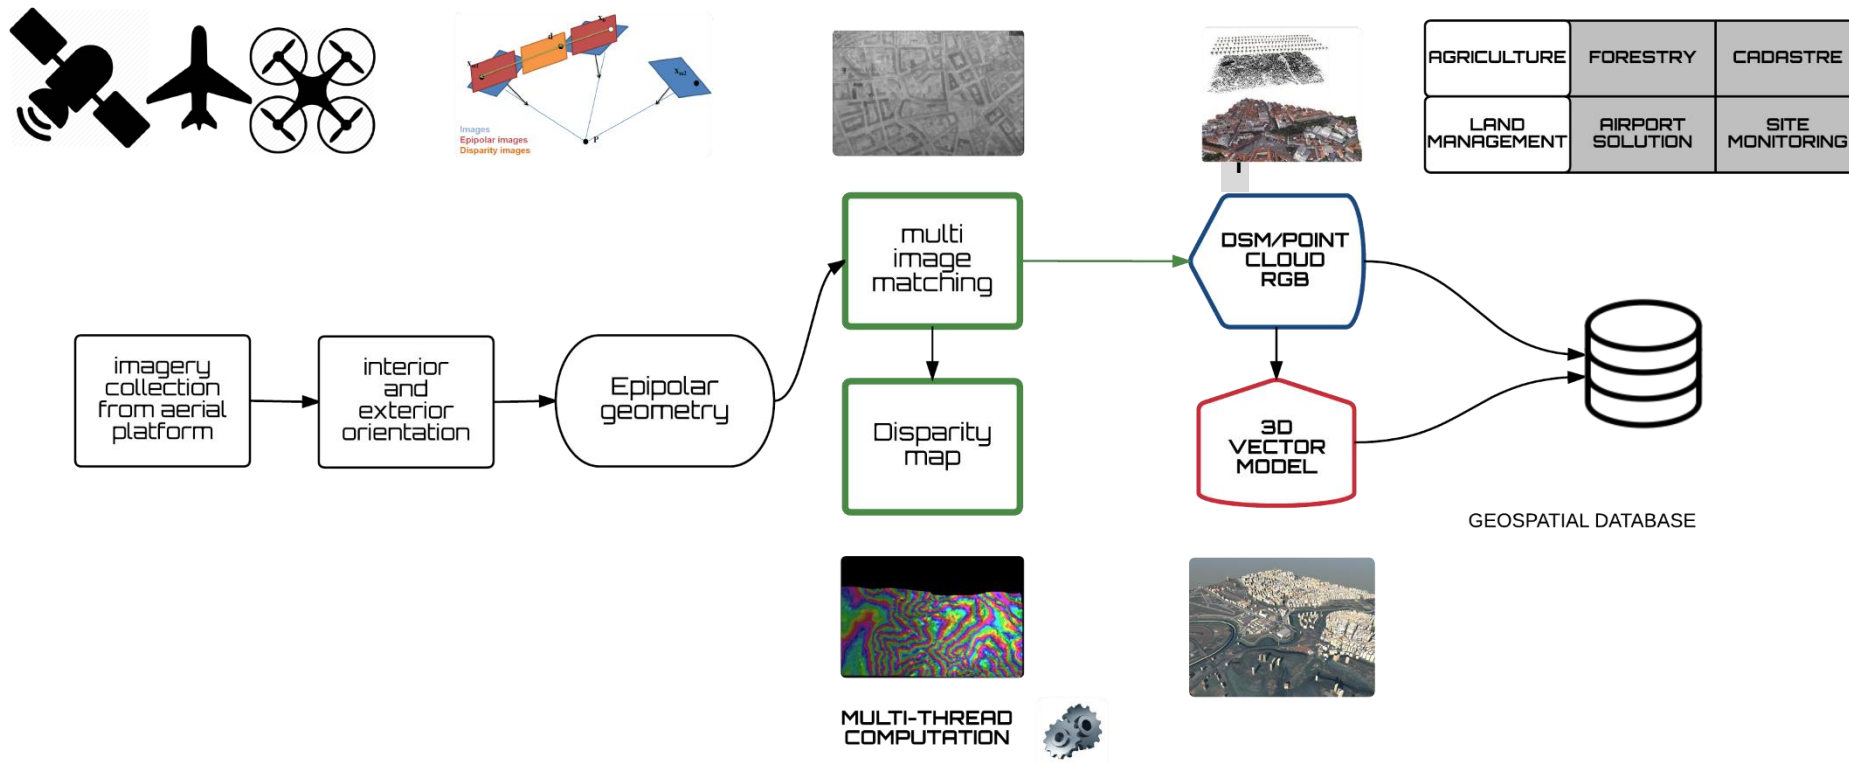 Images
Epipolar images
Disparity images
d
P
AGRICULTURE
FORESTRY
CADASTRE
LAND
MANAGEMENT
AIRPORT
SOLUTION
SITE
MONITORING
imagery
collection
from aerial
platform
interior
and
exterior
orientation
Epipolar
geometry
multi
image
matching
Disparity
map
DSM/POINT
CLOUD
RGB
3D
VECTOR
MODEL
GEOSPATIAL DATABASE
MULTI-THREAD
COMPUTATION